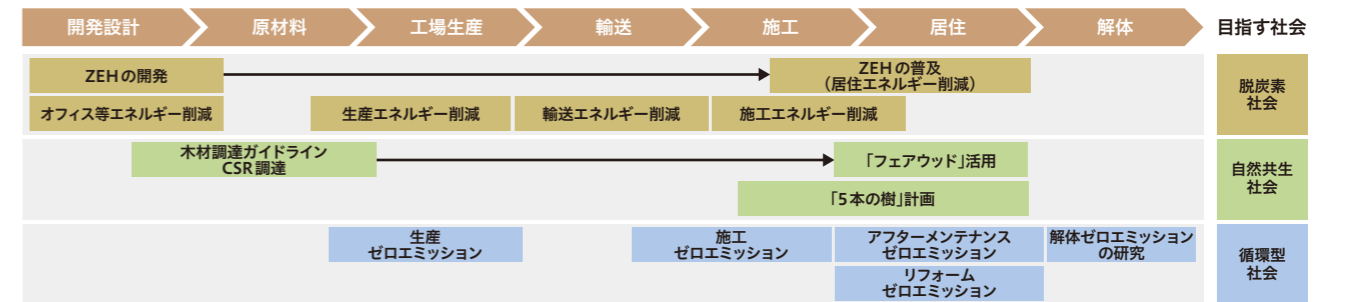 開発設計
原材料
工場生産
輸送
施工
居住
解体
目指す社会
ZEHの開発
ZEHの普及
(居住エネルギー削減)
オフィス等エネルギー削減
生産エネルギー削減
輸送エネルギー削減
施工エネルギー削減
脱炭素
社会
木材調達ガイドライン
CSR調達
「フェアウッド」活用
「5本の樹」計画
自然共生
社会
生産
ゼロエミッション
施工
ゼロエミッション
アフターメンテナンス
ゼロエミッション
解体ゼロエミッション
の研究
リフォーム
ゼロエミッション
循環型
社会